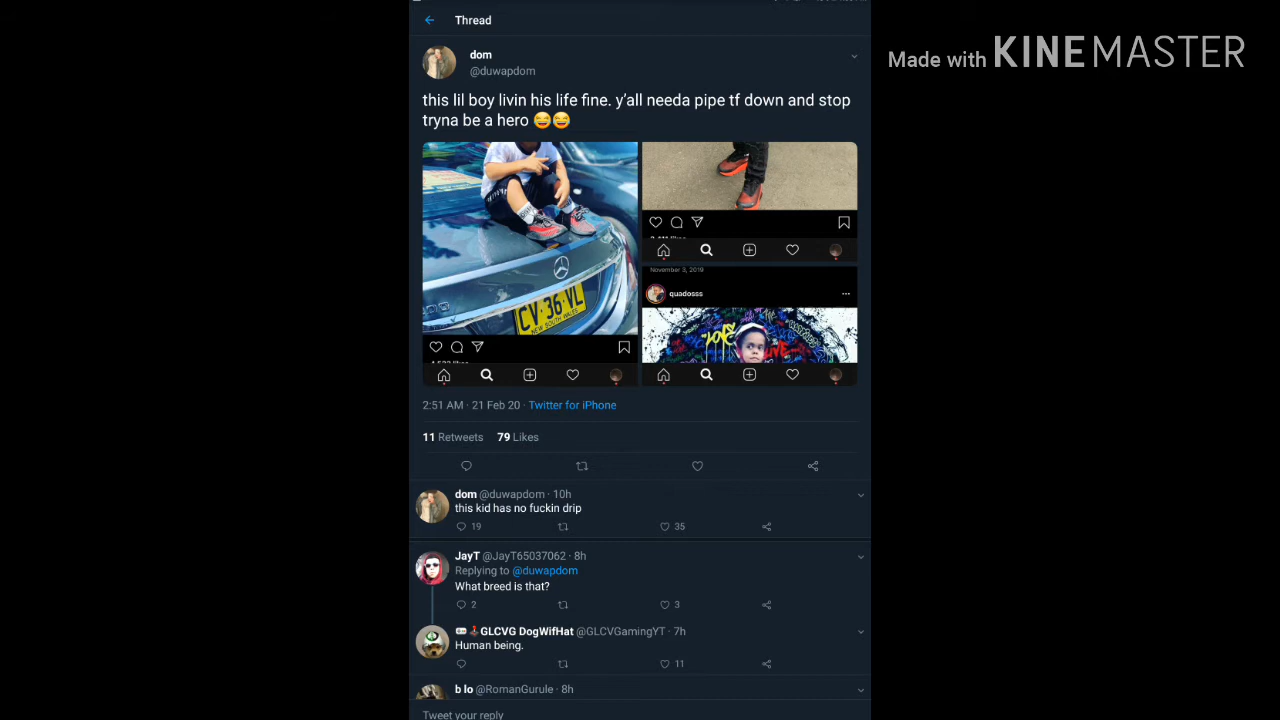 Thread
Made with KINEMASTER
dom
@duwapdom
this lil boy livin his life fine. y'all needa pipe tf down and stop
tryna be a hero 😂😂
CV·36·VL
NEW SOUTH WALES
November 3, 2019
quadosss
LOVE
2:51 AM · 21 Feb 20 · Twitter for iPhone
11 Retweets 79 Likes
dom @duwapdom · 10h
this kid has no fuckin drip
19 35
JayT @JayT65037062 · 8h
Replying to @duwapdom
What breed is that?
2 3
GLCVG DogWifHat @GLCVGamingYT · 7h
Human being.
11
b lo @RomanGurule · 8h
Tweet your reply